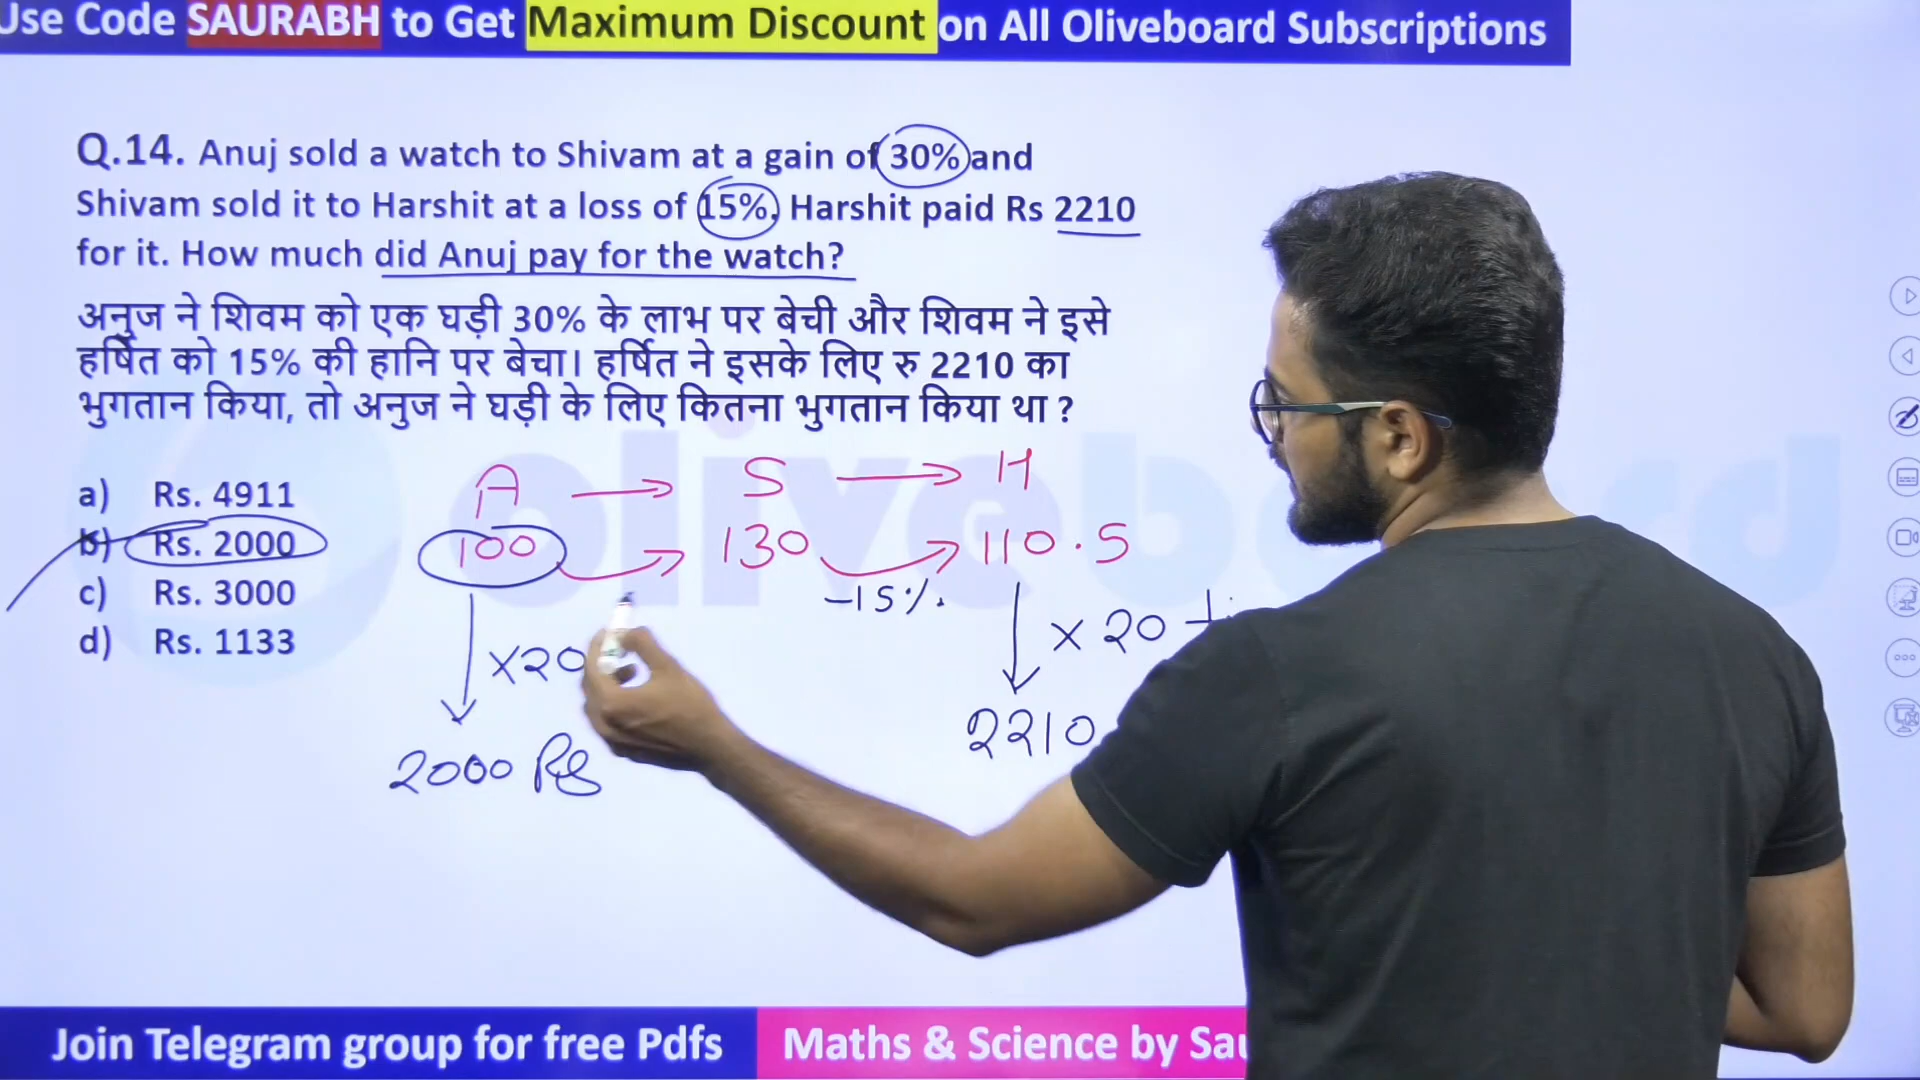 Use Code SAURABH to Get Maximum Discount on All Oliveboard Subscriptions
Q.14. Anuj sold a watch to Shivam at a gain of 30% and
Shivam sold it to Harshit at a loss of 15%, Harshit paid Rs 2210
for it. How much did Anuj pay for the watch?
अनुज ने शिवम को एक घड़ी 30% के लाभ पर बेची और शिवम ने इसे
हर्षित को 15% की हानि पर बेचा। हर्षित ने इसके लिए रु 2210 का
भुगतान किया, तो अनुज ने घड़ी के लिए कितना भुगतान किया था ?
a) Rs. 4911
b) Rs. 2000
c) Rs. 3000
d) Rs. 1133
A → S → H
100 → 130 → 110.5
-15%.
×20
×20
2000 Rs
2210
oliveboard
Join Telegram group for free Pdfs
Maths & Science by